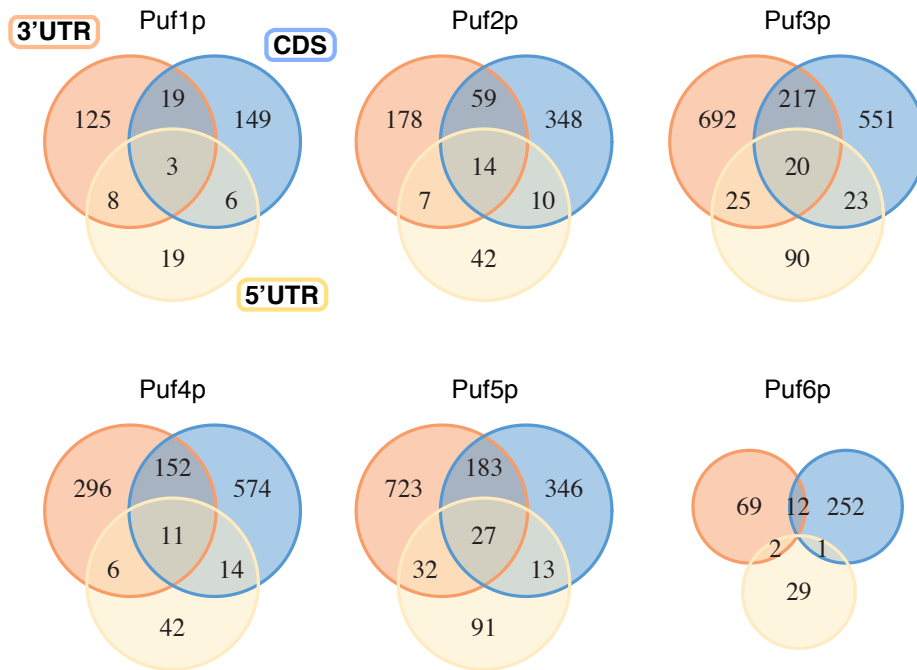 Puf1p Puf2p Puf3p
3'UTR CDS
19 59 217
125 149 178 348 692 551
3 14 20
8 6 7 10 25 23
19 42 90
5'UTR
Puf4p Puf5p Puf6p
152 183
296 574 723 346 69 12 252
11 27
2 1
6 14 32 13
29
42 91